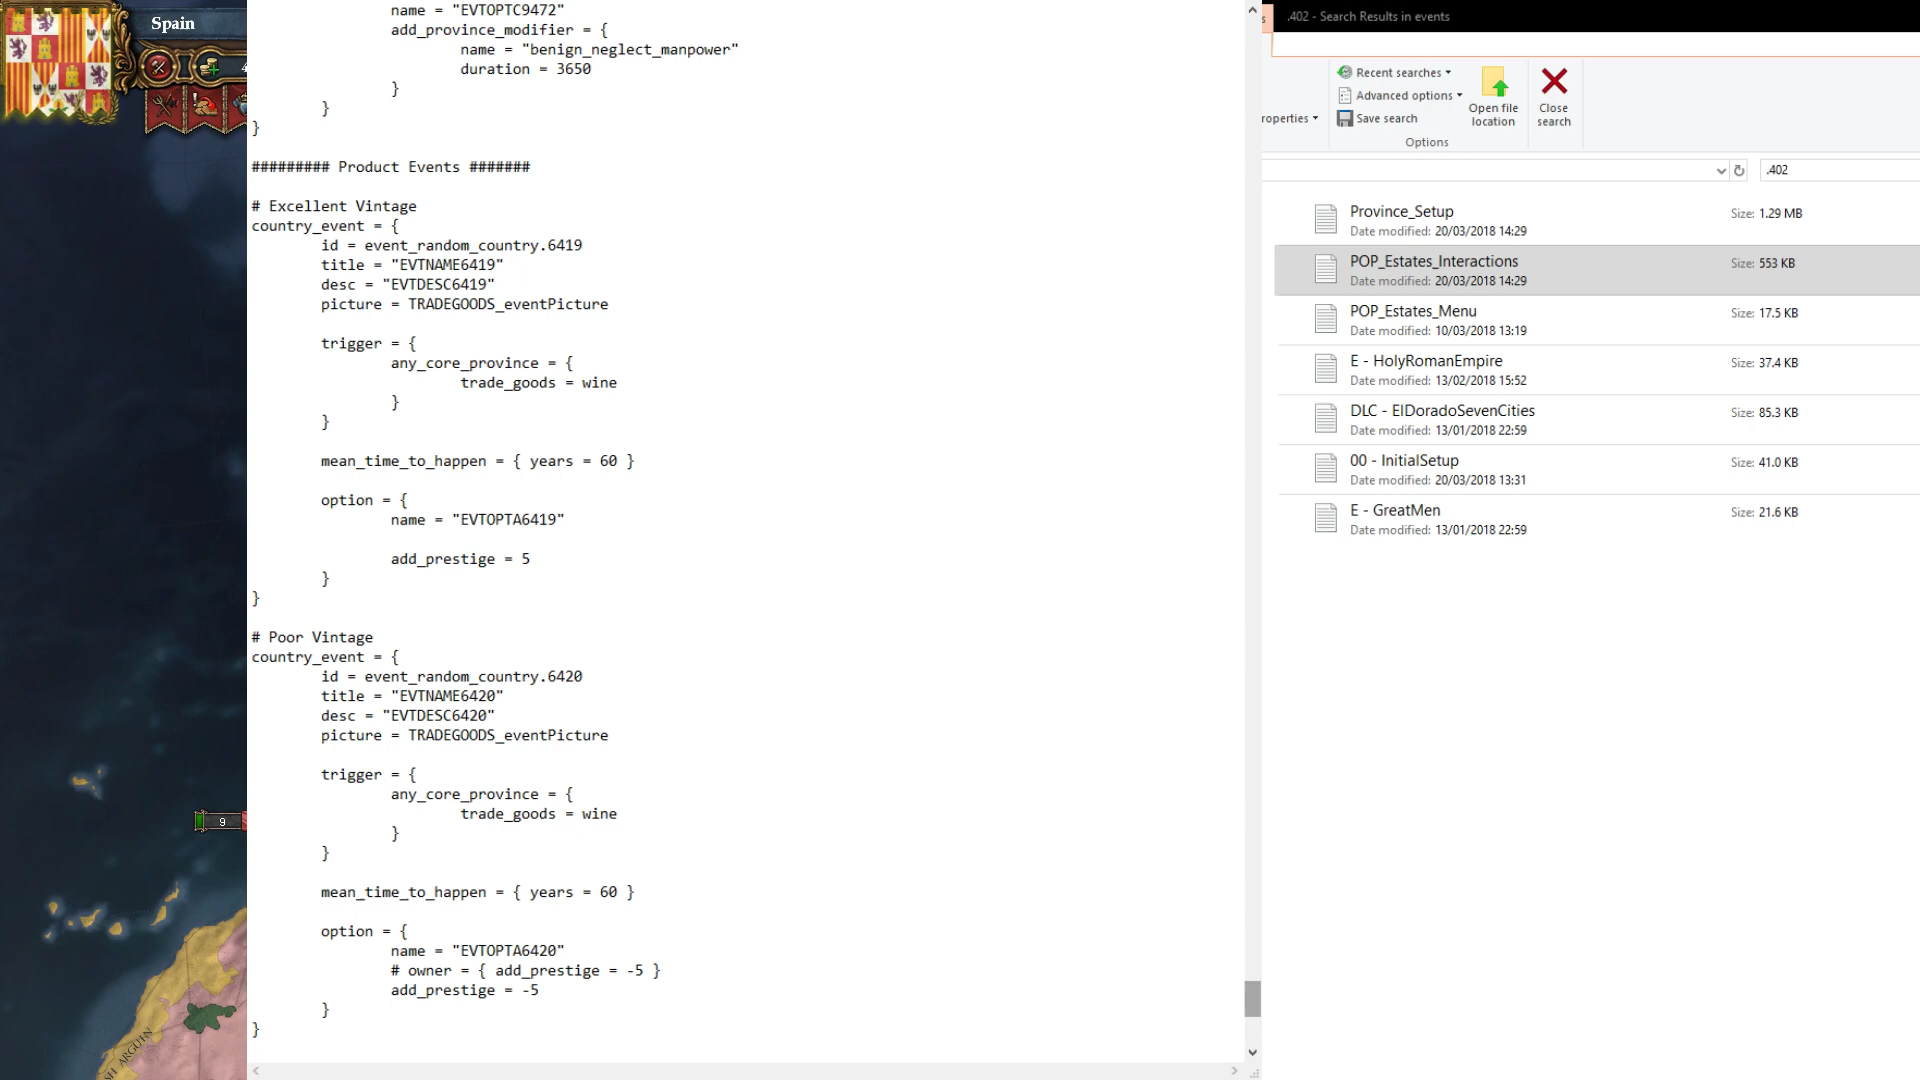 Spain
name = "EVTOPTC9472"
add_province_modifier = {
name = "benign_neglect_manpower"
duration = 3650
}
}
}
######### Product Events #######
# Excellent Vintage
country_event = {
id = event_random_country.6419
title = "EVTNAME6419"
desc = "EVTDESC6419"
picture = TRADEGOODS_eventPicture
trigger = {
any_core_province = {
trade_goods = wine
}
}
mean_time_to_happen = { years = 60 }
option = {
name = "EVTOPTA6419"
add_prestige = 5
}
}
# Poor Vintage
country_event = {
id = event_random_country.6420
title = "EVTNAME6420"
desc = "EVTDESC6420"
picture = TRADEGOODS_eventPicture
trigger = {
any_core_province = {
trade_goods = wine
}
}
mean_time_to_happen = { years = 60 }
option = {
name = "EVTOPTA6420"
# owner = { add_prestige = -5 }
add_prestige = -5
}
}
9
ARGUIN
.402 - Search Results in events
Recent searches
Advanced options
Save search
roperties
Open file location
Close search
Options
.402
Province_Setup
Size: 1.29 MB
Date modified: 20/03/2018 14:29
POP_Estates_Interactions
Size: 553 KB
Date modified: 20/03/2018 14:29
POP_Estates_Menu
Size: 17.5 KB
Date modified: 10/03/2018 13:19
E - HolyRomanEmpire
Size: 37.4 KB
Date modified: 13/02/2018 15:52
DLC - ElDoradoSevenCities
Size: 85.3 KB
Date modified: 13/01/2018 22:59
00 - InitialSetup
Size: 41.0 KB
Date modified: 20/03/2018 13:31
E - GreatMen
Size: 21.6 KB
Date modified: 13/01/2018 22:59